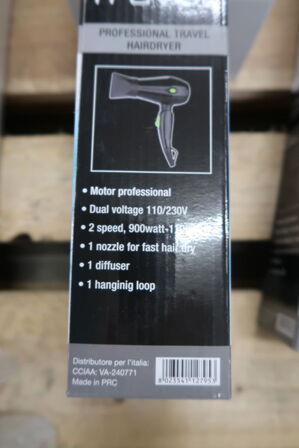 PROFESSIONAL TRAVEL
HAIRDRYER
• Motor professional
• Dual voltage 110/230V
• 2 speed, 900watt-1
• 1 nozzle for fast hair dry
• 1 diffuser
• 1 hanginig loop
Distributore per l'italia:
CCIAA: VA-240771
Made in PRC